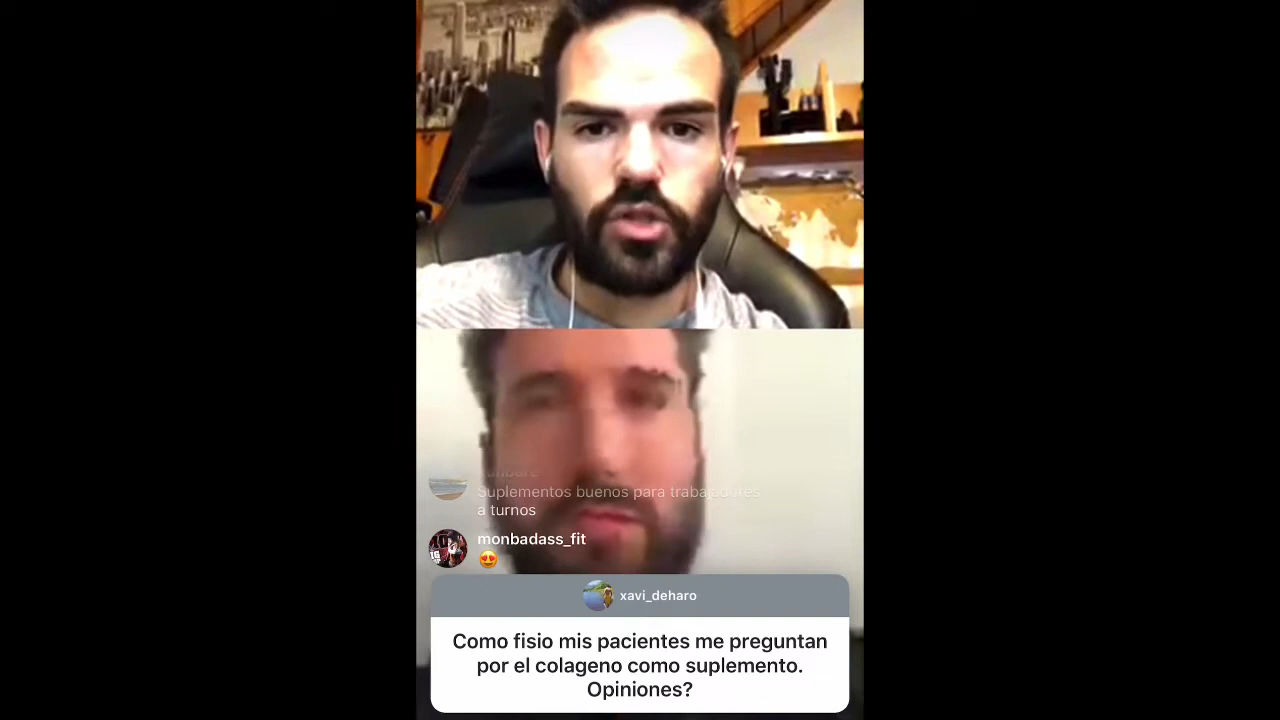 Suplementos buenos para trabajadores
a turnos
monbadass_fit
😍
xavi_deharo
Como fisio mis pacientes me preguntan
por el colageno como suplemento.
Opiniones?